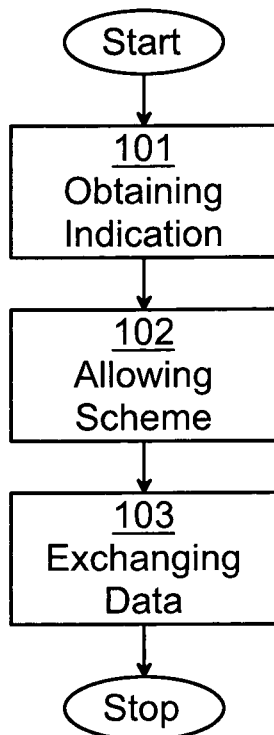 Start
101
Obtaining
Indication
102
Allowing
Scheme
103
Exchanging
Data
Stop